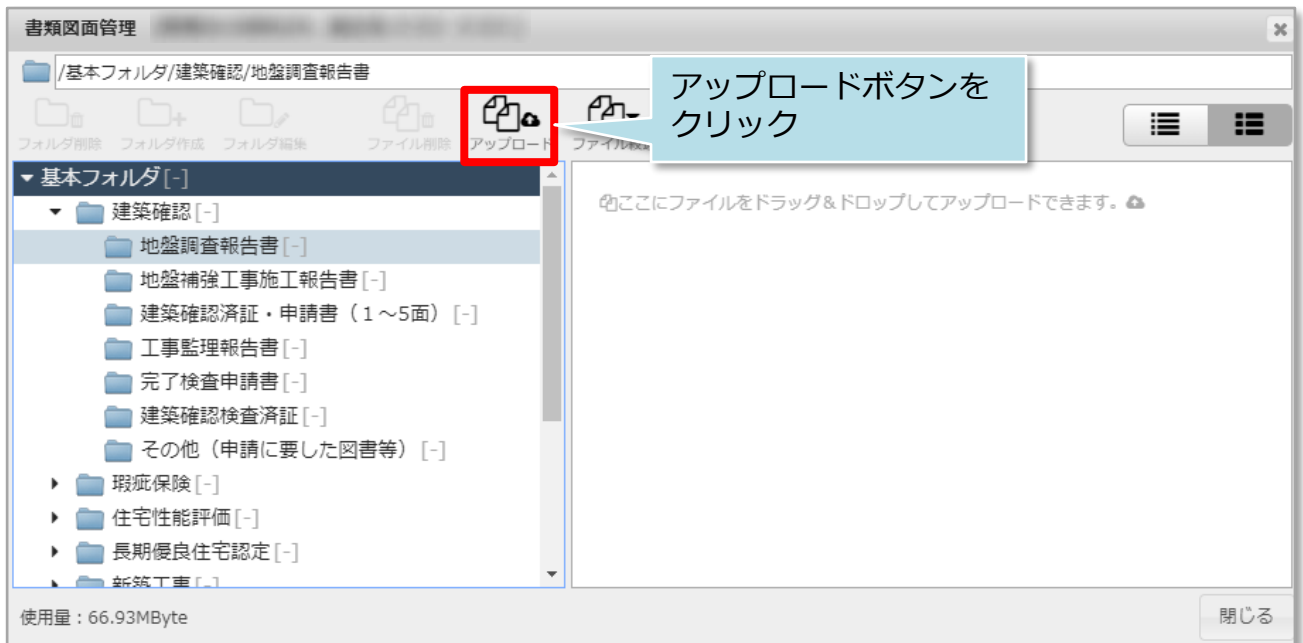 書類図面管理
/基本フォルダ/建築確認/地盤調査報告書
アップロードボタンを
クリック
フォルダ削除 フォルダ作成 フォルダ編集 ファイル削除 アップロード
▼ 基本フォルダ[-]
▼ 建築確認[-]
地盤調査報告書[-]
地盤補強工事施工報告書[-]
建築確認済証・申請書（１～5面）[-]
工事監理報告書[-]
完了検査申請書[-]
建築確認検査済証[-]
その他（申請に要した図書等）[-]
瑕疵保険[-]
住宅性能評価[-]
長期優良住宅認定[-]
新築工事[-]
ここにファイルをドラッグ&ドロップしてアップロードできます。
使用量：66.93MByte
閉じる